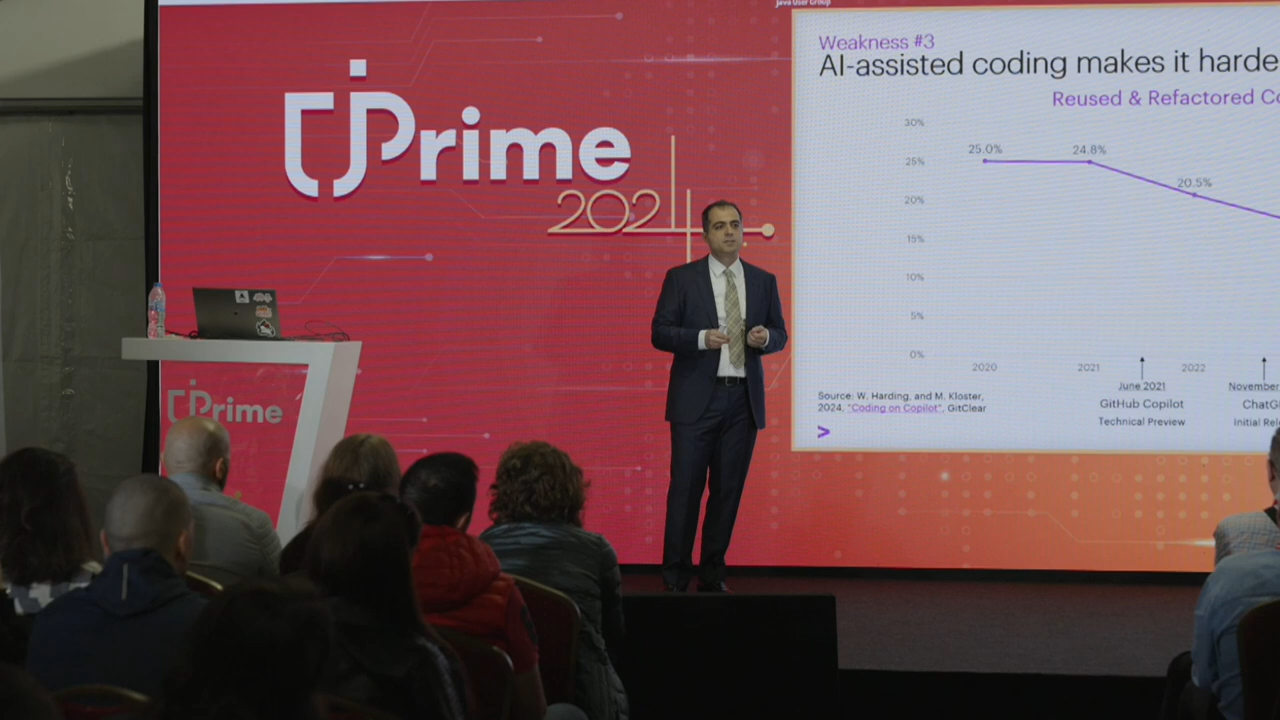 Java User Group
jPrime
2024
Weakness #3
AI-assisted coding makes it harde
Reused & Refactored Co
30%
25%
20%
15%
10%
5%
0%
25.0%
24.8%
20.5%
2020
2021
2022
June 2021
GitHub Copilot
Technical Preview
November
ChatG
Initial Rel
Source: W. Harding, and M. Kloster,
2024, "Coding on Copilot", GitClear
>
jPrime